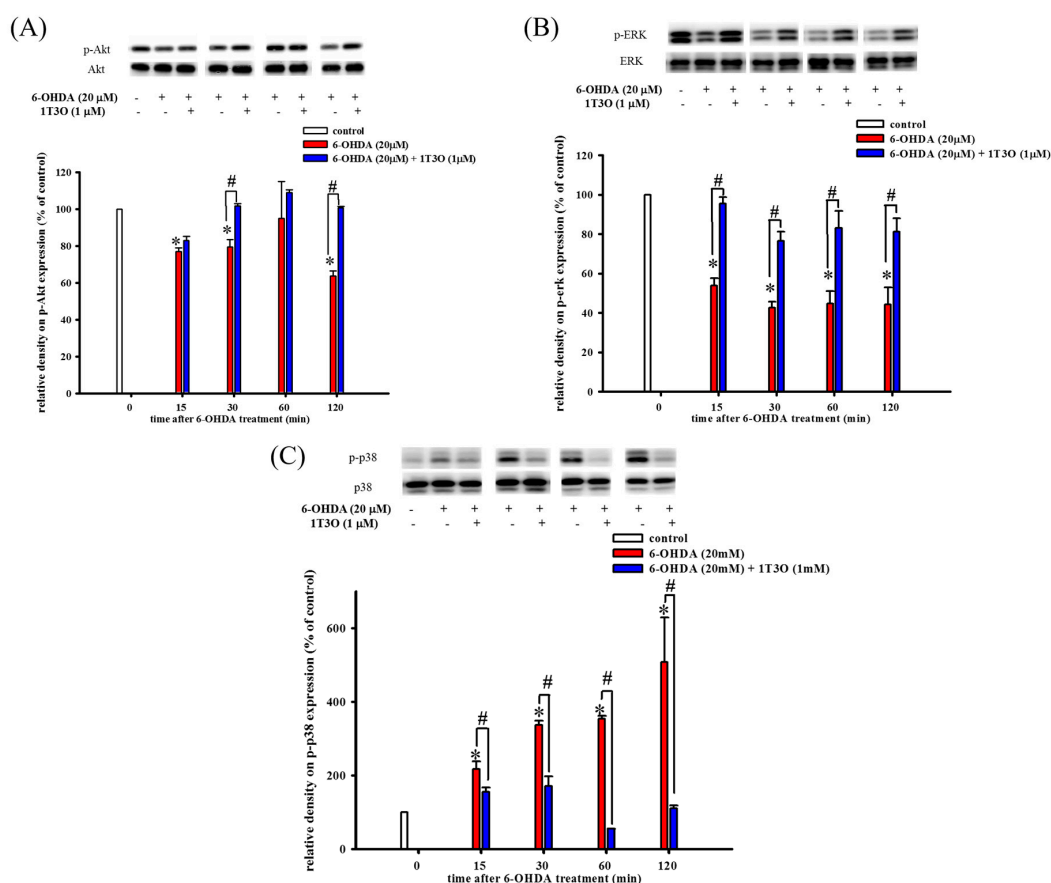 (A)
p-Akt
Akt
6-OHDA (20 μM) - + + + + + + + +
1T3O (1 μM) - - + - + - + - +
control
6-OHDA (20μM)
6-OHDA (20μM) + 1T3O (1μM)
relative density on p-Akt expression (% of control)
120
100
80
60
40
20
0
* * * # #
0 15 30 60 120
time after 6-OHDA treatment (min)
(B)
p-ERK
ERK
6-OHDA (20 μM) - + + + + + + + +
1T3O (1 μM) - - + - + - + - +
control
6-OHDA (20μM)
6-OHDA (20μM) + 1T3O (1μM)
relative density on p-erk expression (% of control)
120
100
80
60
40
20
0
# # # #
* * * *
0 15 30 60 120
time after 6-OHDA treatment (min)
(C)
p-p38
p38
6-OHDA (20 μM) - + + + + + + + +
1T3O (1 μM) - - + - + - + - +
control
6-OHDA (20mM)
6-OHDA (20mM) + 1T3O (1mM)
relative density on p-p38 expression (% of control)
600
400
200
0
# # # #
* * * *
0 15 30 60 120
time after 6-OHDA treatment (min)